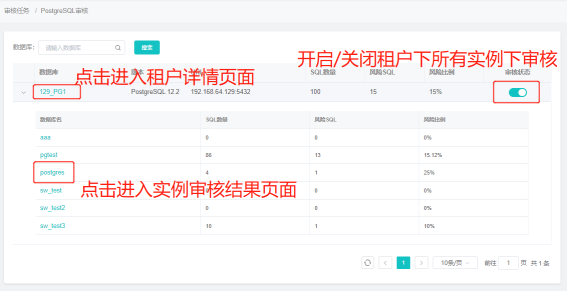 审核任务 / PostgreSQL审核
数据库: 请输入数据库 搜索
开启/关闭租户下所有实例下审核
数据库 版本 SQL数量 风险SQL 风险比例 审核状态
点击进入租户详情页面
129_PG1 PostgreSQL 12.2 192.168.64.129:5432 100 15 15%
数据库名 SQL数量 风险SQL 风险比例
aaa 0 0 0%
pgtest 86 13 15.12%
postgres 4 1 25%
点击进入实例审核结果页面
sw_test 0 0%
sw_test2 0 0 0%
sw_test3 10 1 10%
1 10条/页 前往 1 页 共 1 条